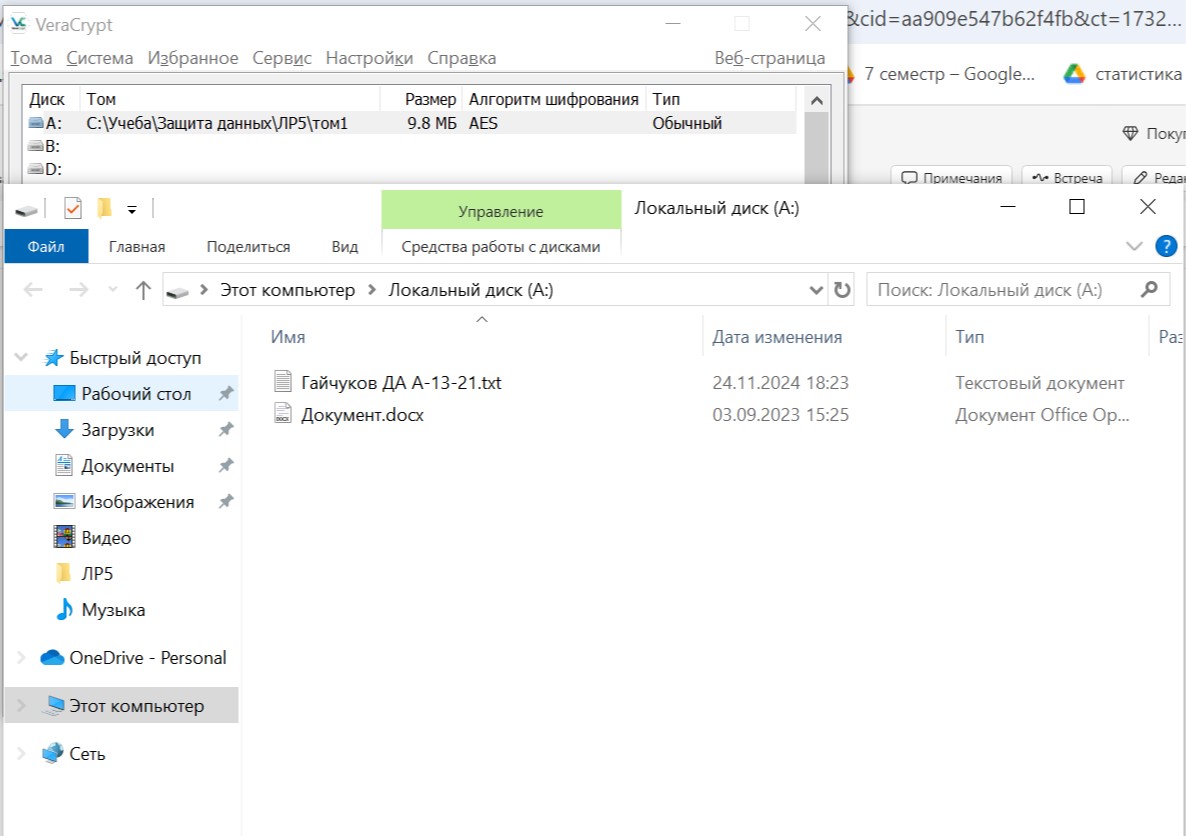 VeraCrypt
&cid=aa909e547b62f4fb&ct=1732...
Тома Система Избранное Сервис Настройки Справка Веб-страница
7 семестр – Google... статистика
Диск Том Размер Алгоритм шифрования Тип
A: C:\Учеба\Защита данных\ЛР5\том1 9.8 МБ AES Обычный
B:
D:
Покуп
Примечания Встреча Редак
Управление Локальный диск (A:)
Файл Главная Поделиться Вид Средства работы с дисками
Этот компьютер Локальный диск (A:) Поиск: Локальный диск (A:)
Имя Дата изменения Тип Раз
Гайчуков ДА А-13-21.txt 24.11.2024 18:23 Текстовый документ
Документ.docx 03.09.2023 15:25 Документ Office Op...
Быстрый доступ
Рабочий стол
Загрузки
Документы
Изображения
Видео
ЛР5
Музыка
OneDrive - Personal
Этот компьютер
Сеть